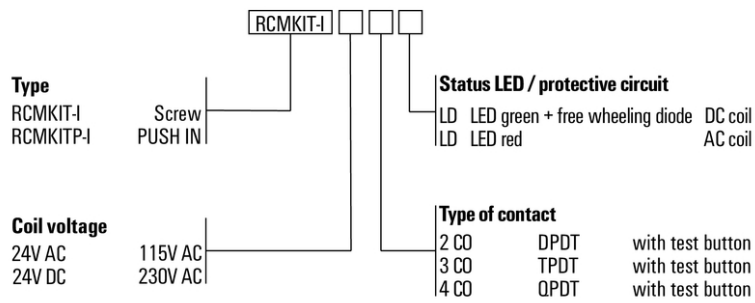 RCMKIT-I
Type
RCMKIT-I Screw
RCMKITP-I PUSH IN
Status LED / protective circuit
LD LED green + free wheeling diode DC coil
LD LED red AC coil
Coil voltage
24V AC 115V AC
24V DC 230V AC
Type of contact
2 CO DPDT with test button
3 CO TPDT with test button
4 CO QPDT with test button